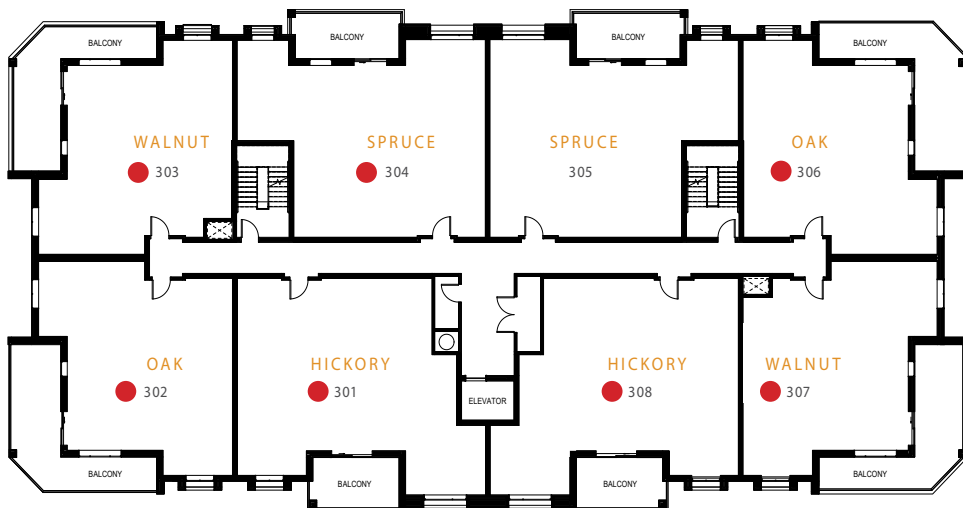 BALCONY
BALCONY
BALCONY
BALCONY
WALNUT
303
SPRUCE
304
SPRUCE
305
OAK
306
OAK
302
HICKORY
301
ELEVATOR
HICKORY
308
WALNUT
307
BALCONY
BALCONY
BALCONY
BALCONY